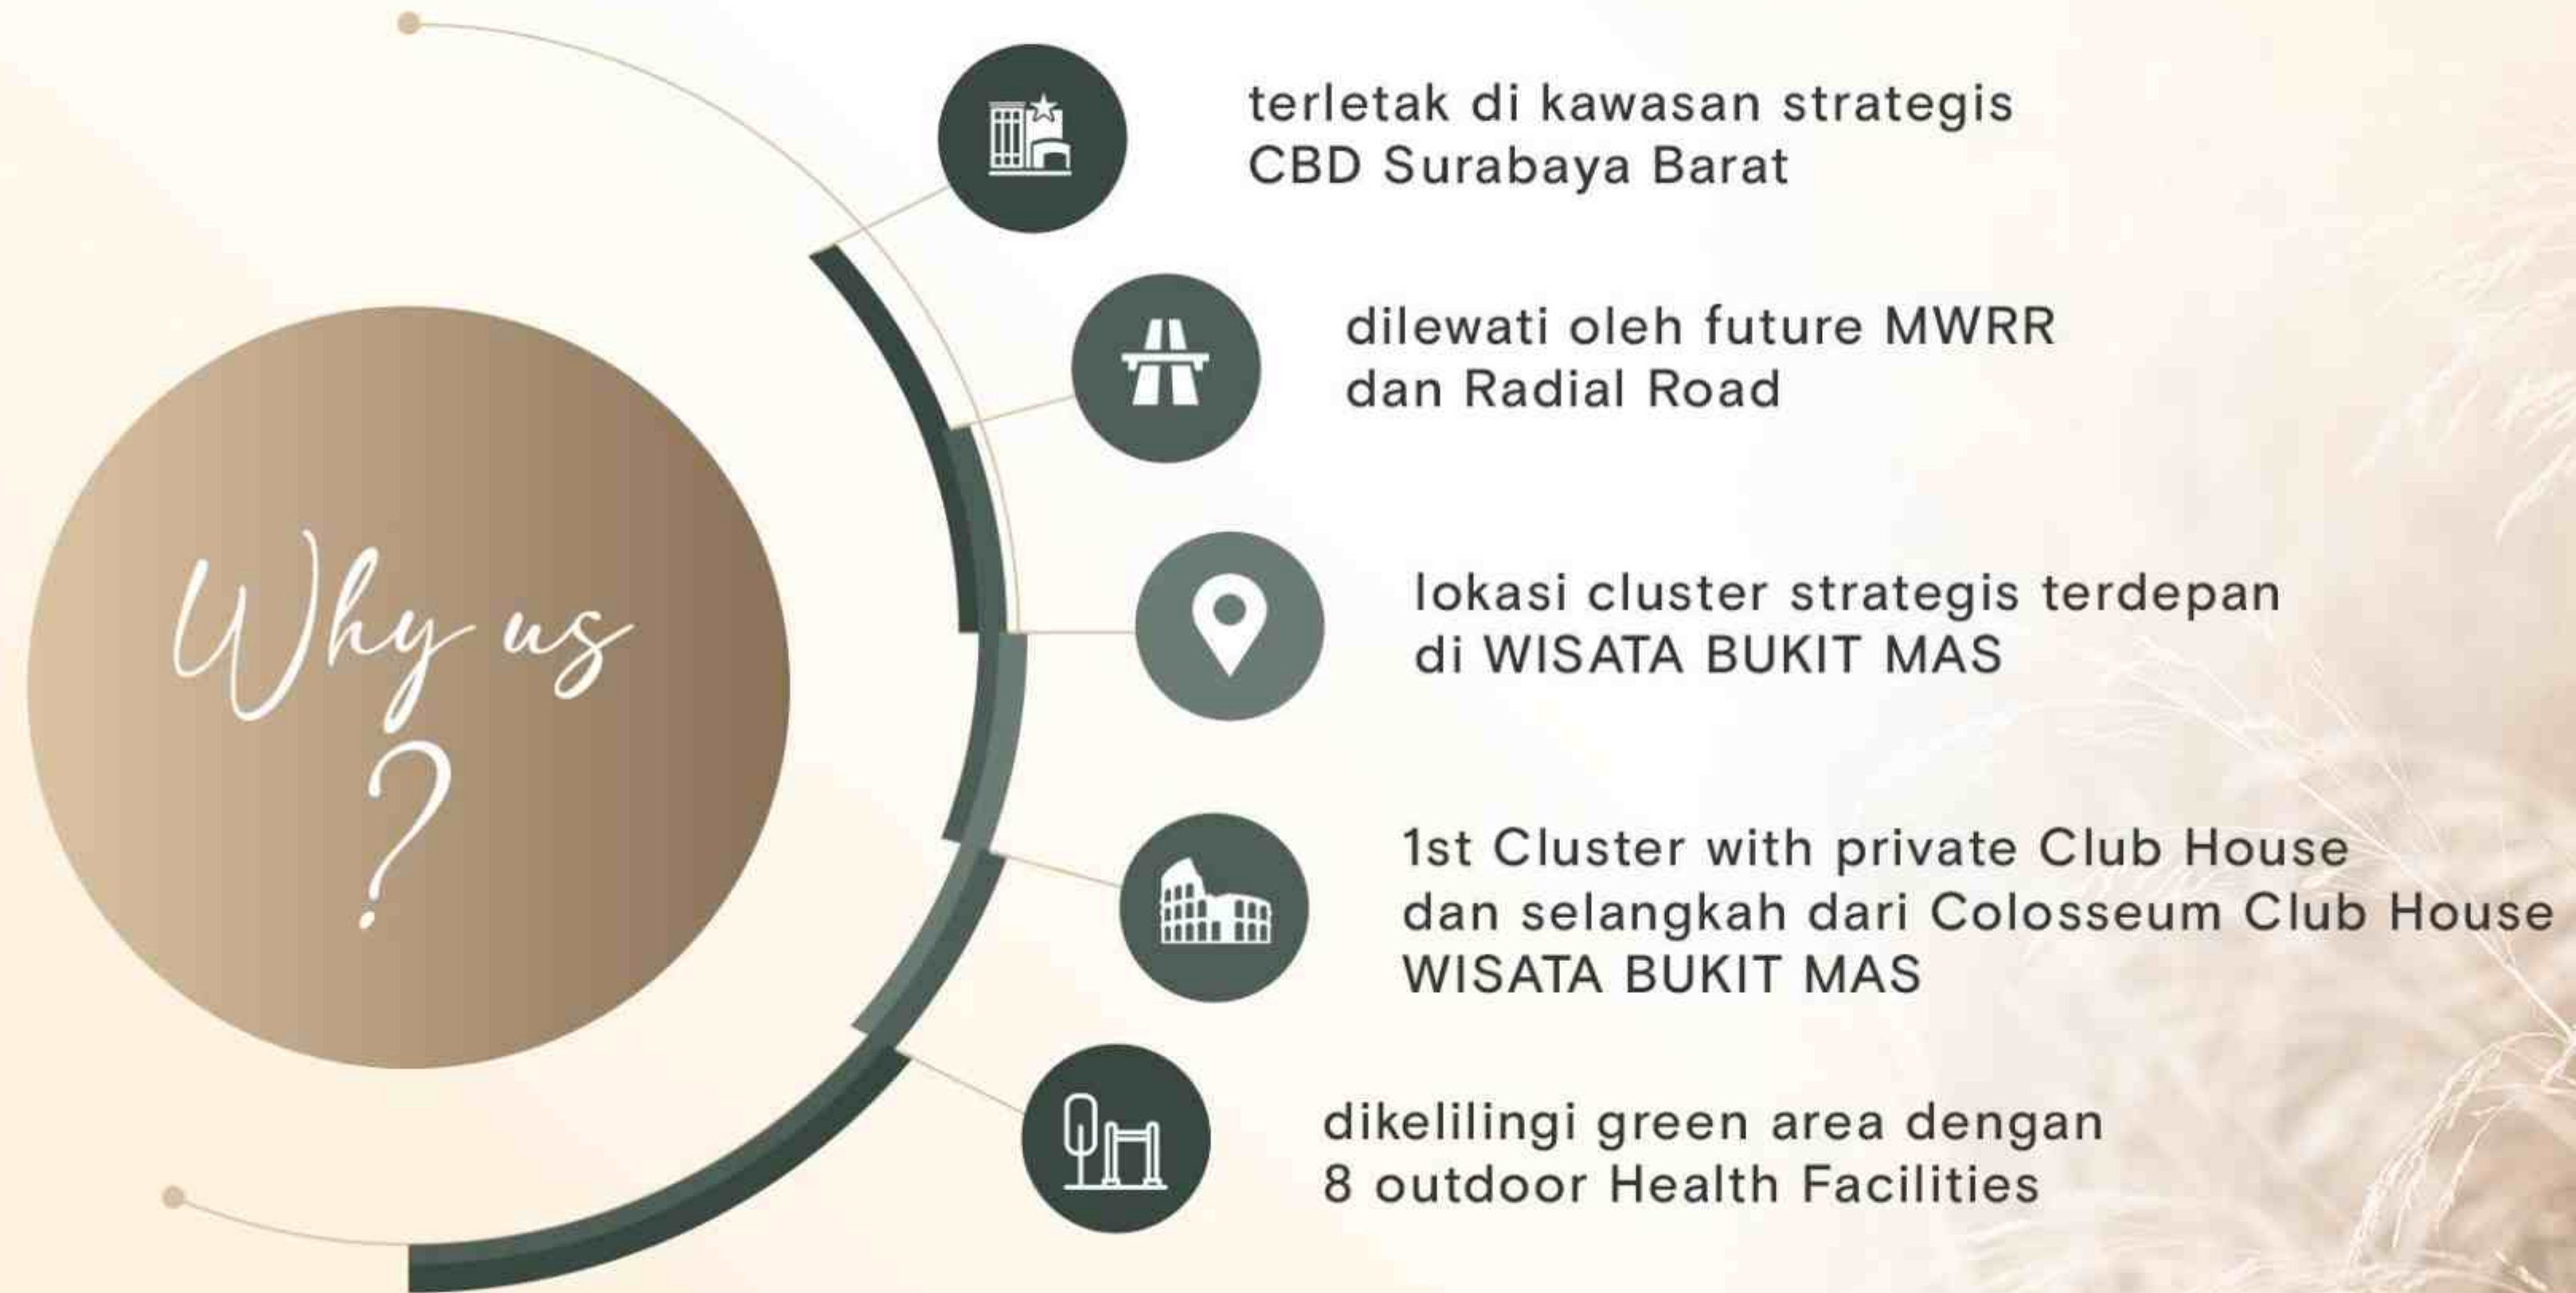 Why us
?
terletak di kawasan strategis
CBD Surabaya Barat
dilewati oleh future MWRR
dan Radial Road
lokasi cluster strategis terdepan
di WISATA BUKIT MAS
1st Cluster with private Club House
dan selangkah dari Colosseum Club House
WISATA BUKIT MAS
dikelilingi green area dengan
8 outdoor Health Facilities